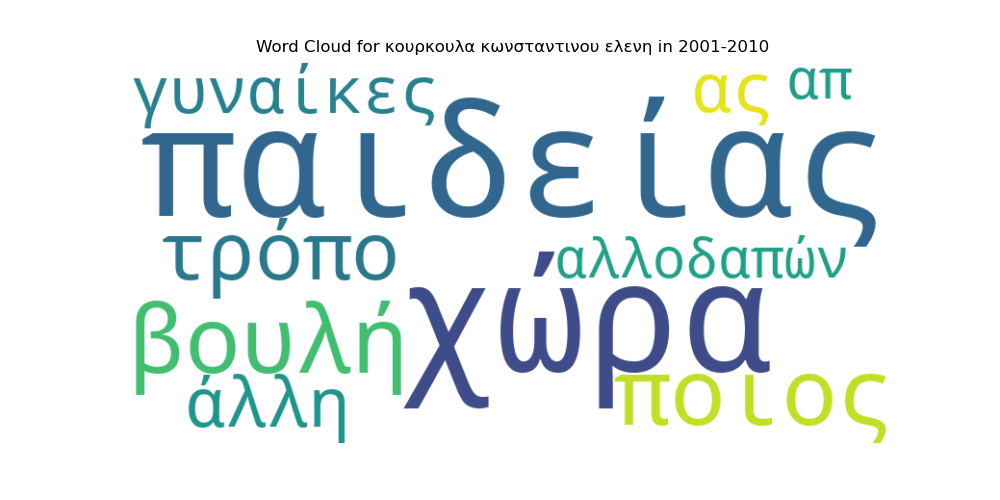 Word Cloud for κουρκουλα κωνσταντινου ελενη in 2001-2010
γυναίκες ας απ
παιδείας
τρόπο αλλοδαπών
βουλή χώρα
άλλη ποιος